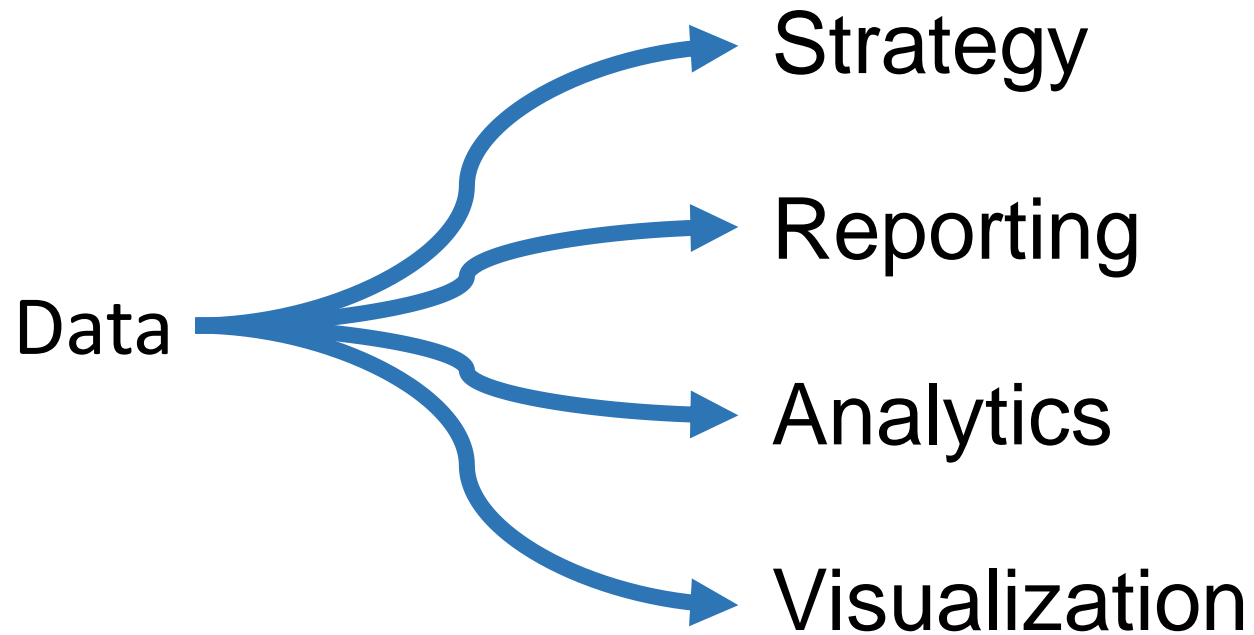 Data
Strategy
Reporting
Analytics
Visualization